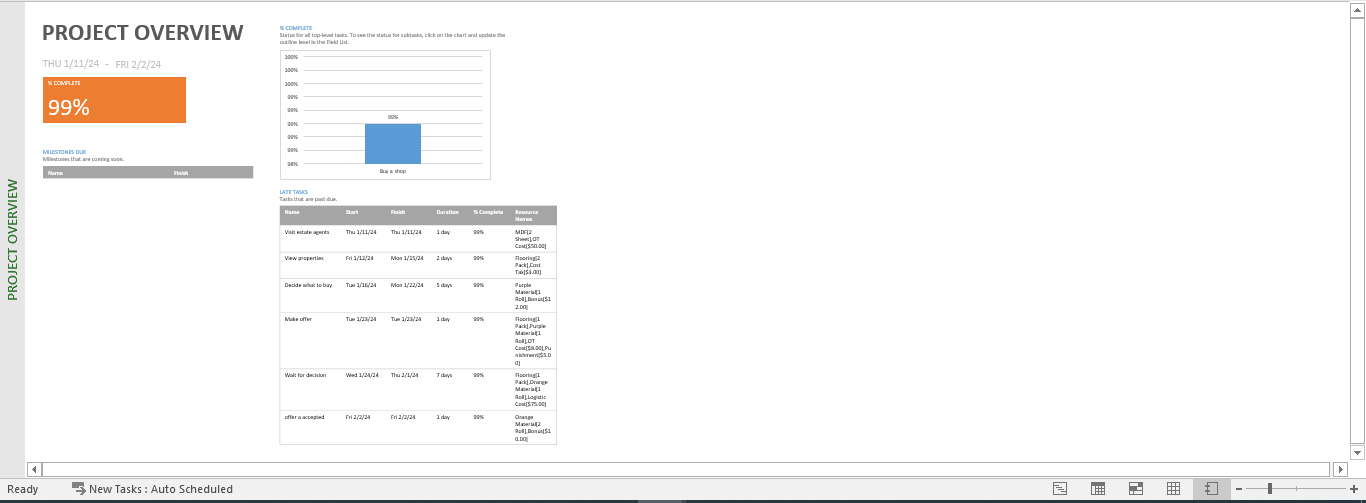 PROJECT OVERVIEW
PROJECT OVERVIEW
THU 1/11/24 - FRI 2/2/24
% COMPLETE
99%
MILESTONES DUE
Milestones that are coming soon.
Name Finish
% COMPLETE
Status for all top-level tasks. To see the status for subtasks, click on the chart and update the
outline level in the Field List.
100%
100%
100%
99%
99%
99%
99%
99%
98%
99%
Buy a shop
LATE TASKS
Tasks that are past due.
Name Start Finish Duration % Complete Resource
Names
Visit estate agents Thu 1/11/24 Thu 1/11/24 1 day 99% MDF[2
Sheet],OT
Cost[$50.00]
View properties Fri 1/12/24 Mon 1/15/24 2 days 99% Flooring[2
Pack],Cost
Tax[$3.00]
Decide what to buy Tue 1/16/24 Mon 1/22/24 5 days 99% Purple
Material[1
Roll],Bonus[$1
2.00]
Make offer Tue 1/23/24 Tue 1/23/24 1 day 99% Flooring[1
Pack],Purple
Material[1
Roll],OT
Cost[$8.00],Pu
nishment[$5.0
0]
Wait for decision Wed 1/24/24 Thu 2/1/24 7 days 99% Flooring[1
Pack],Orange
Material[1
Roll],Logistic
Cost[$75.00]
offer a accepted Fri 2/2/24 Fri 2/2/24 1 day 99% Orange
Material[2
Roll],Bonus[$1
0.00]
Ready New Tasks : Auto Scheduled